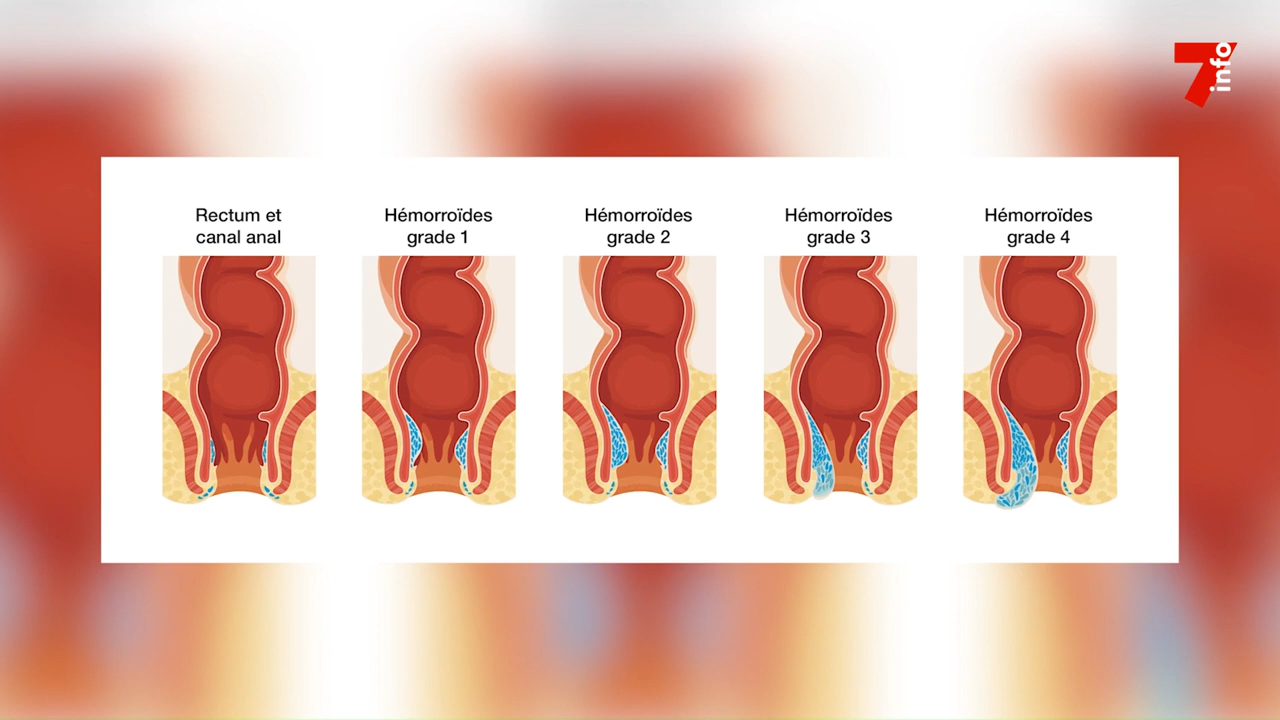 7 info
Rectum et
canal anal
Hémorroïdes
grade 1
Hémorroïdes
grade 2
Hémorroïdes
grade 3
Hémorroïdes
grade 4